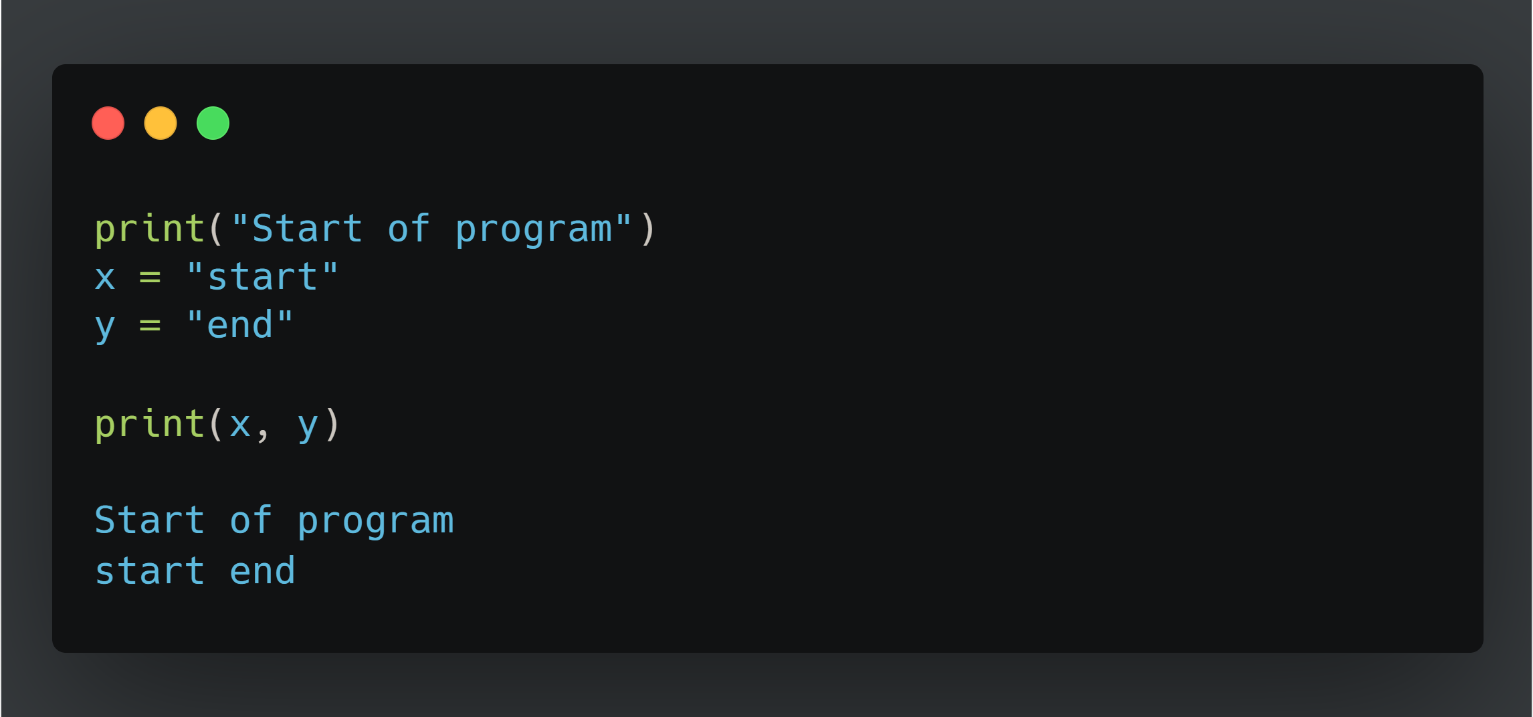 print("Start of program")
x = "start"
y = "end"
print(x, y)
Start of program
start end